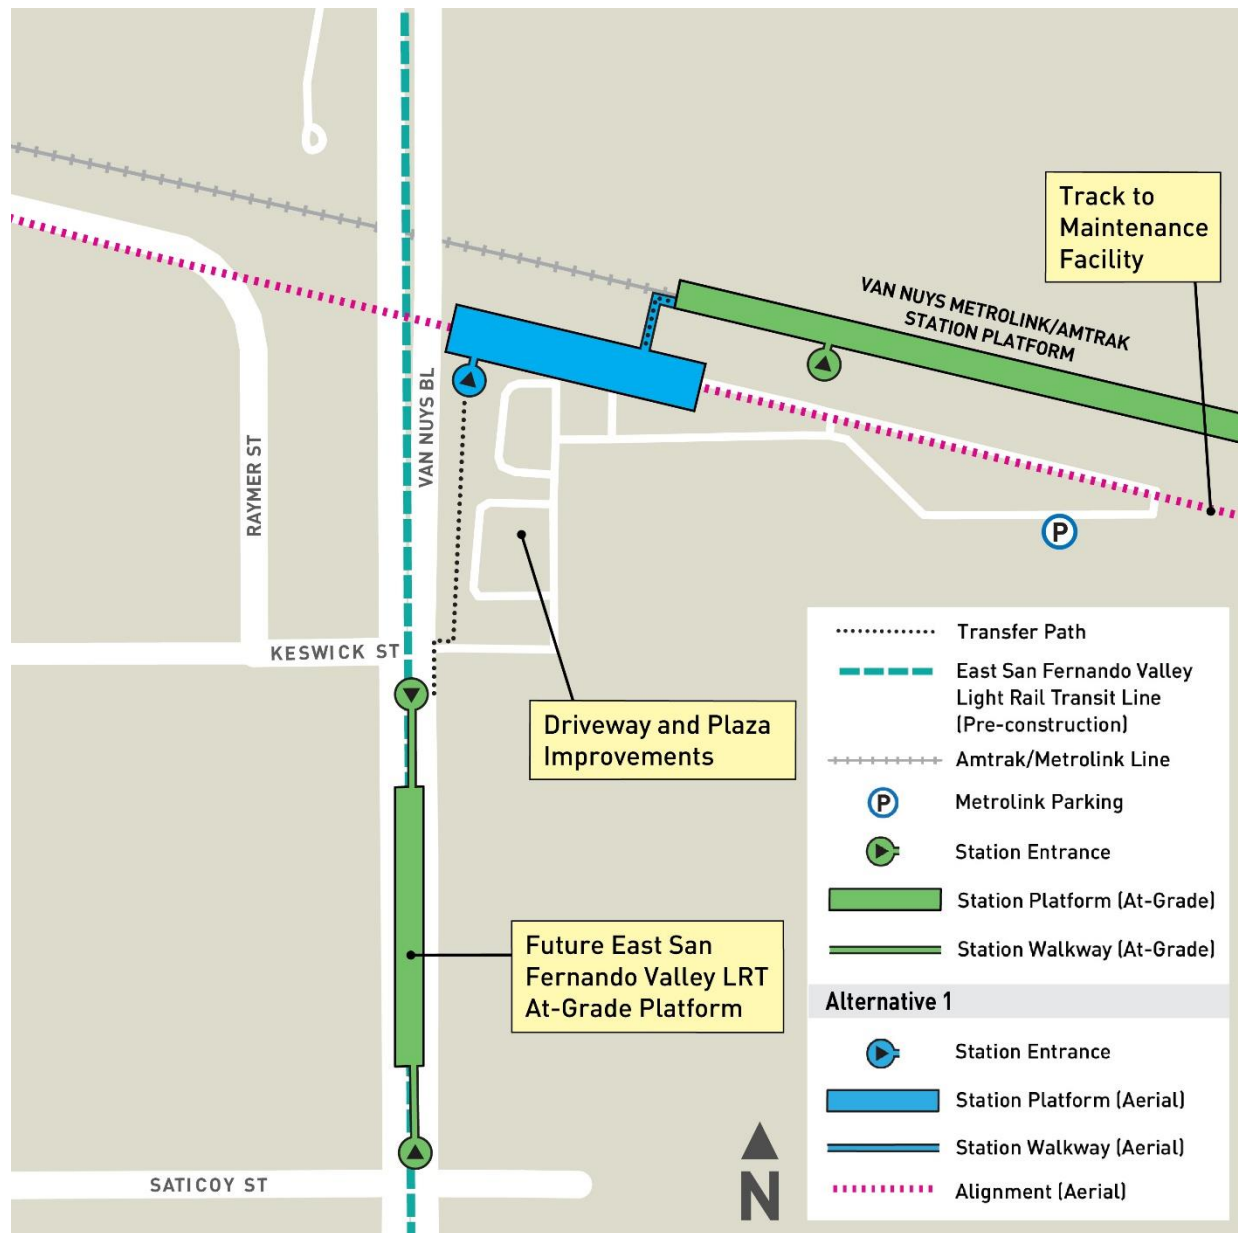 Track to
Maintenance
Facility
VAN NUYS METROLINK/AMTRAK
STATION PLATFORM
VAN NUYS BL
RAYMER ST
KESWICK ST
P
Driveway and Plaza
Improvements
Future East San
Fernando Valley LRT
At-Grade Platform
SATICOY ST
N
Transfer Path
East San Fernando Valley
Light Rail Transit Line
(Pre-construction)
Amtrak/Metrolink Line
P
Metrolink Parking
Station Entrance
Station Platform (At-Grade)
Station Walkway (At-Grade)
Alternative 1
Station Entrance
Station Platform (Aerial)
Station Walkway (Aerial)
Alignment (Aerial)